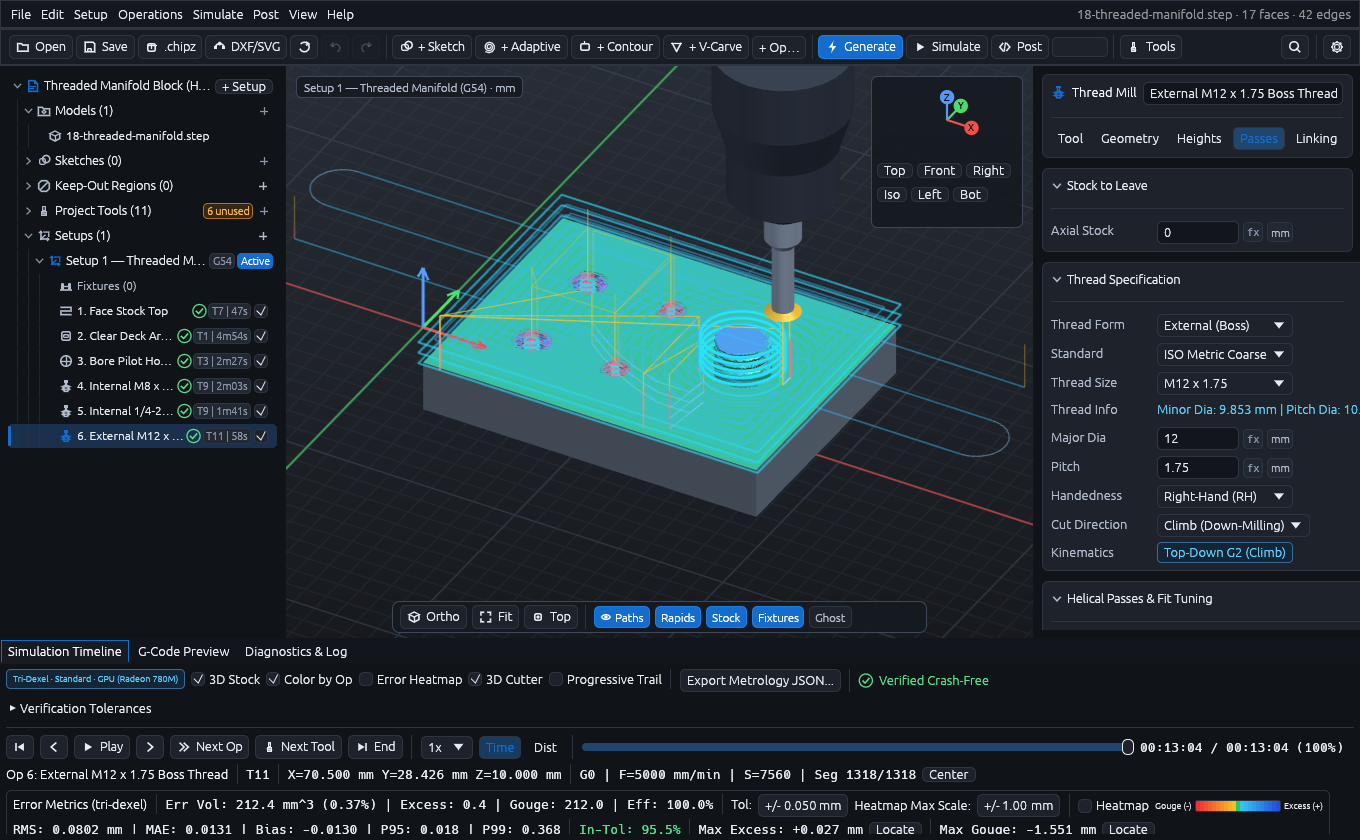 File Edit Setup Operations Simulate Post View Help
18-threaded-manifold.step · 17 faces · 42 edges
Open Save .chipz DXF/SVG + Sketch + Adaptive + Contour + V-Carve + Op... Generate Simulate Post Tools
Threaded Manifold Block (H... + Setup
Models (1) +
18-threaded-manifold.step
Sketches (0) +
Keep-Out Regions (0) +
Project Tools (11) 6 unused +
Setups (1) +
Setup 1 — Threaded M... G54 Active
Fixtures (0)
1. Face Stock Top T7 | 47s
2. Clear Deck Ar... T1 | 4m54s
3. Bore Pilot Ho... T3 | 2m27s
4. Internal M8 x ... T9 | 2m03s
5. Internal 1/4-2... T9 | 1m41s
6. External M12 x ... T11 | 58s
Setup 1 — Threaded Manifold (G54) · mm
Z
Y
X
Top Front Right
Iso Left Bot
Ortho Fit Top Paths Rapids Stock Fixtures Ghost
Thread Mill External M12 x 1.75 Boss Thread
Tool Geometry Heights Passes Linking
Stock to Leave
Axial Stock 0 fx mm
Thread Specification
Thread Form External (Boss)
Standard ISO Metric Coarse
Thread Size M12 x 1.75
Thread Info Minor Dia: 9.853 mm | Pitch Dia: 10.
Major Dia 12 fx mm
Pitch 1.75 fx mm
Handedness Right-Hand (RH)
Cut Direction Climb (Down-Milling)
Kinematics Top-Down G2 (Climb)
Helical Passes & Fit Tuning
Simulation Timeline G-Code Preview Diagnostics & Log
Tri-Dexel · Standard · GPU (Radeon 780M) 3D Stock Color by Op Error Heatmap 3D Cutter Progressive Trail Export Metrology JSON... Verified Crash-Free
Verification Tolerances
Play Next Op Next Tool End 1x Time Dist 00:13:04 / 00:13:04 (100%)
Op 6: External M12 x 1.75 Boss Thread T11 X=70.500 mm Y=28.426 mm Z=10.000 mm G0 | F=5000 mm/min | S=7560 | Seg 1318/1318 Center
Error Metrics (tri-dexel) Err Vol: 212.4 mm^3 (0.37%) | Excess: 0.4 | Gouge: 212.0 | Eff: 100.0% Tol: +/- 0.050 mm Heatmap Max Scale: +/- 1.00 mm Heatmap Gouge (-) Excess (+)
RMS: 0.0802 mm | MAE: 0.0131 | Bias: -0.0130 | P95: 0.018 | P99: 0.368 In-Tol: 95.5% Max Excess: +0.027 mm Locate Max Gouge: -1.551 mm Locate